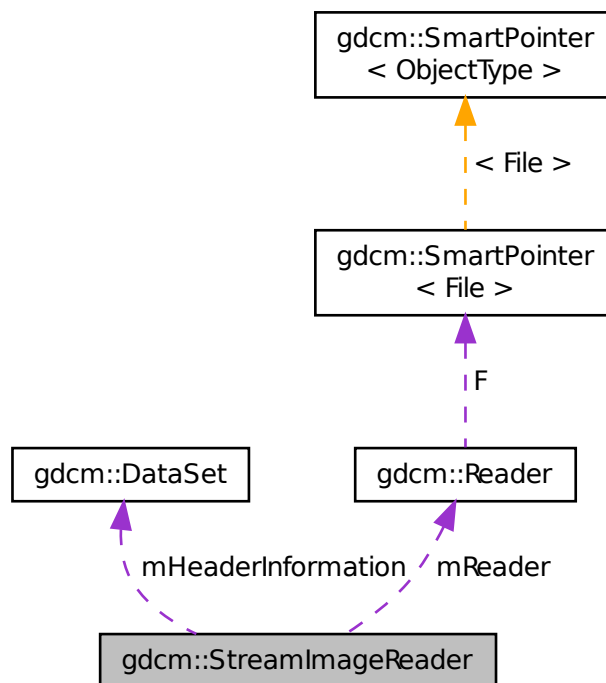 gdcm::SmartPointer
< ObjectType >
< File >
gdcm::SmartPointer
< File >
F
gdcm::DataSet
gdcm::Reader
mHeaderInformation
mReader
gdcm::StreamImageReader